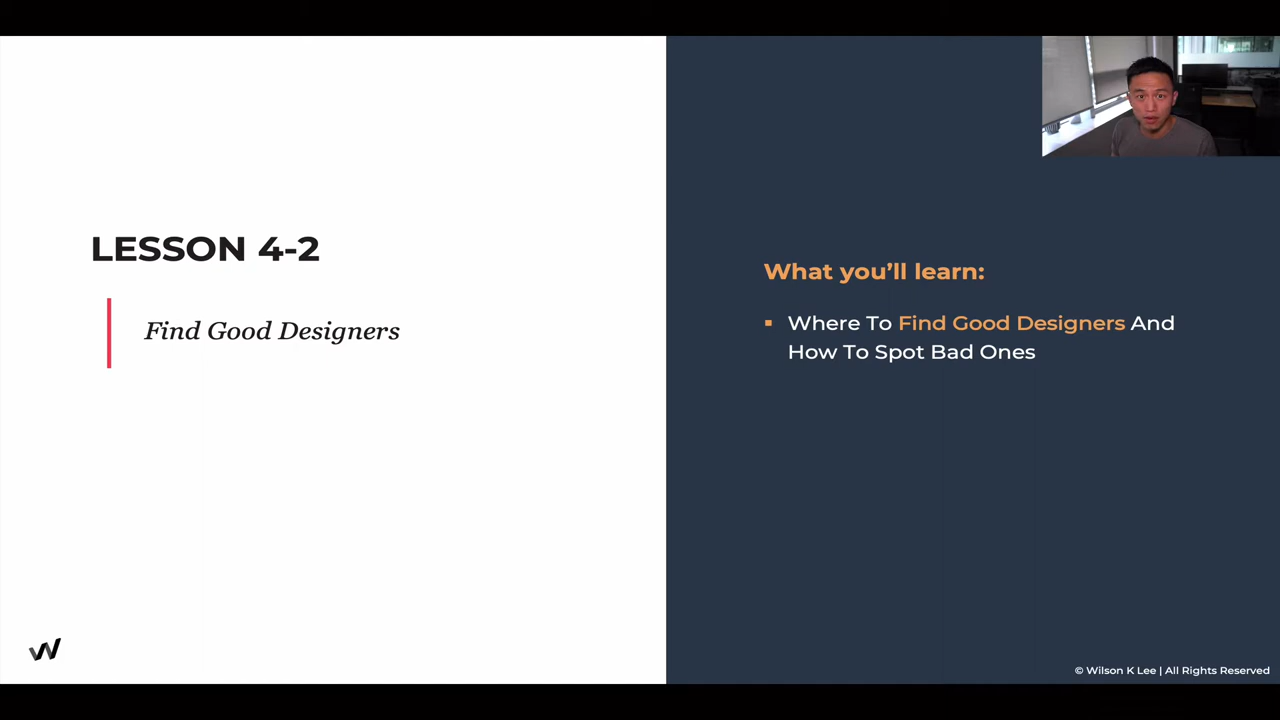 LESSON 4-2
Find Good Designers
What you’ll learn:
Where To Find Good Designers And
How To Spot Bad Ones
© Wilson K Lee | All Rights Reserved